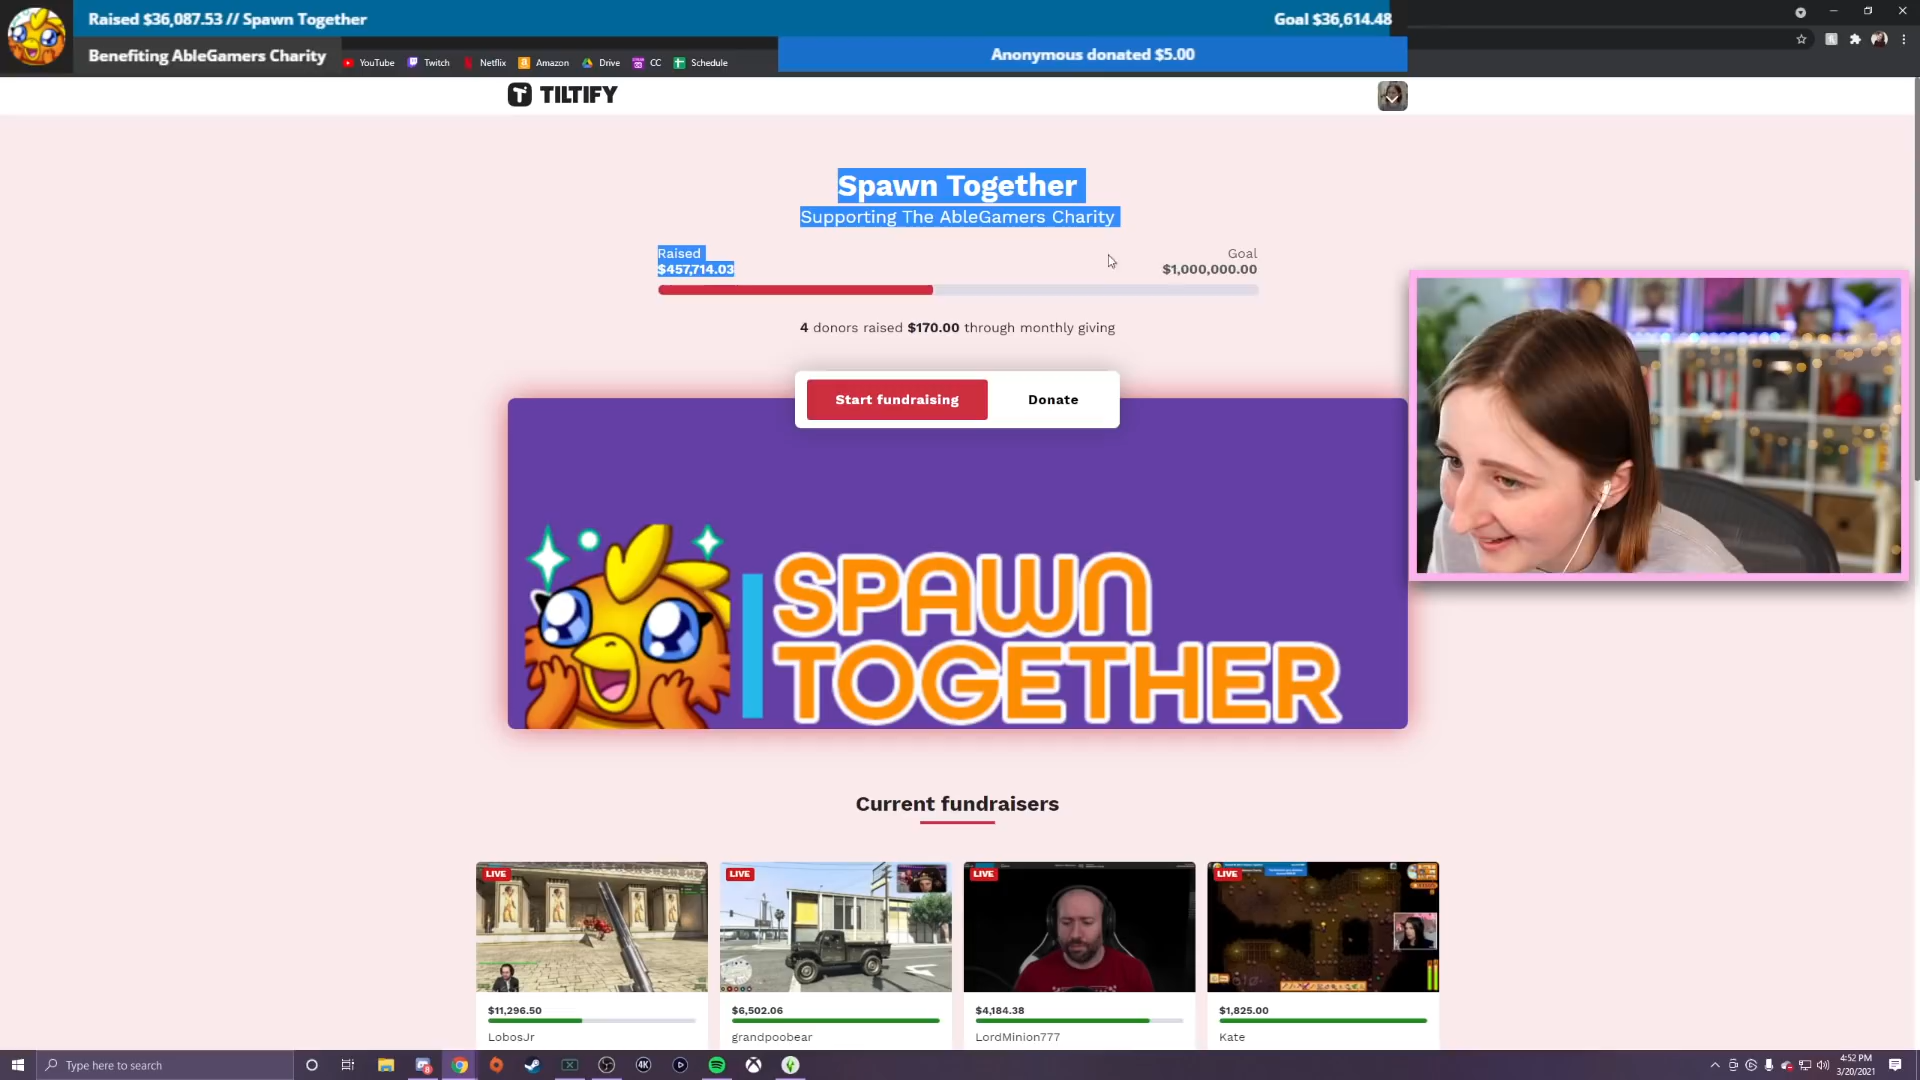 Raised $36,087.53 // Spawn Together
Goal $36,614.48
Benefiting AbleGamers Charity
Anonymous donated $5.00
YouTube
Twitch
Netflix
Amazon
Drive
CC
Schedule
TILTIFY
Spawn Together
Supporting The AbleGamers Charity
Raised
$457,714.03
Goal
$1,000,000.00
4 donors raised $170.00 through monthly giving
Start fundraising
Donate
SPAWN
TOGETHER
Current fundraisers
LIVE
LIVE
LIVE
LIVE
$11,296.50
$6,502.06
$4,184.38
$1,825.00
LobosJr
grandpoobear
LordMinion777
Kate
Type here to search
4K
4:52 PM
3/20/2021